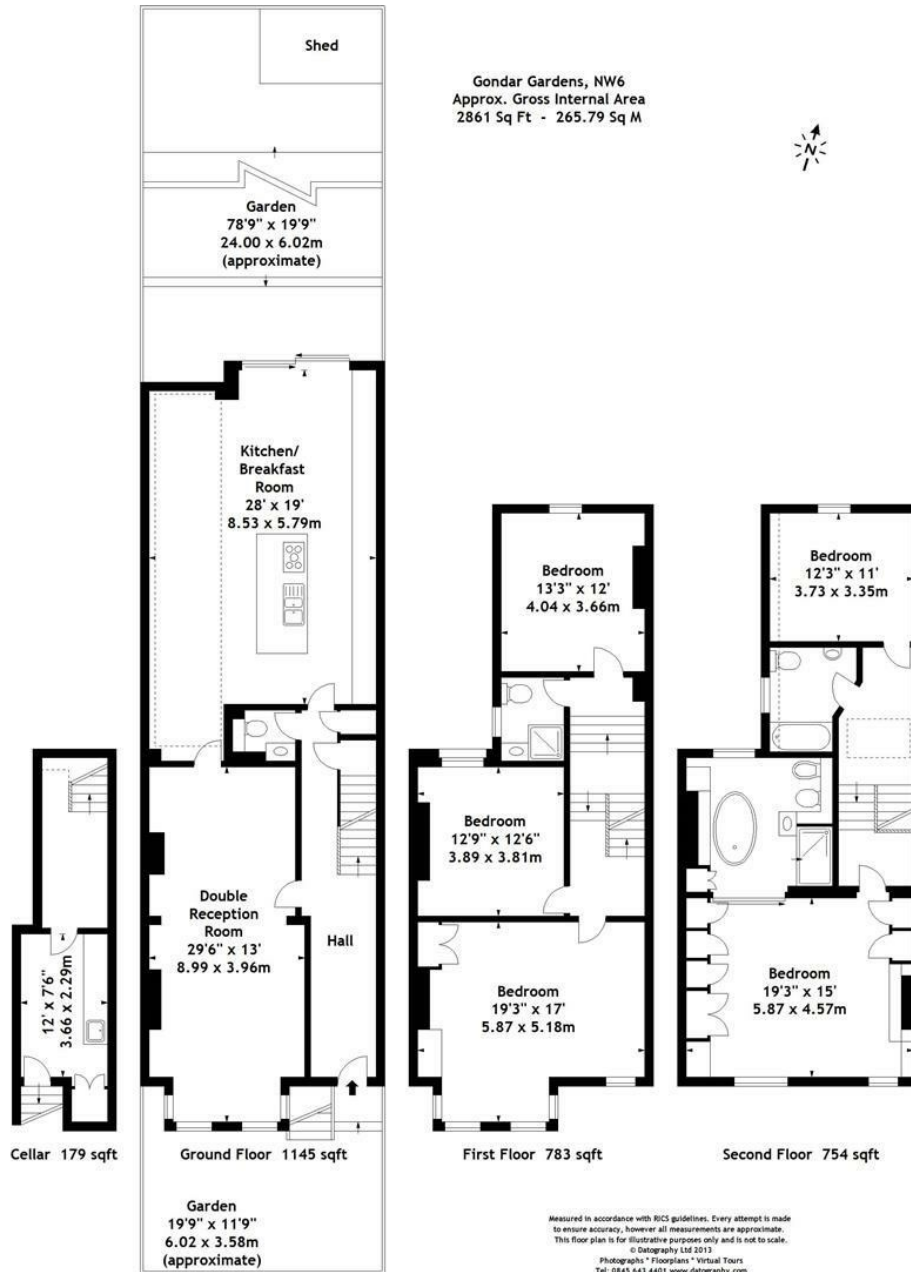 Shed
Gondar Gardens, NW6
Approx. Gross Internal Area
2861 Sq Ft - 265.79 Sq M
N
Garden
78'9" x 19'9"
24.00 x 6.02m
(approximate)
Kitchen/
Breakfast
Room
28' x 19'
8.53 x 5.79m
Bedroom
13'3" x 12'
4.04 x 3.66m
Bedroom
12'3" x 11'
3.73 x 3.35m
Bedroom
12'9" x 12'6"
3.89 x 3.81m
Double
Reception
Room
29'6" x 13'
8.99 x 3.96m
Hall
12' x 7'6"
3.66 x 2.29m
Bedroom
19'3" x 17'
5.87 x 5.18m
Bedroom
19'3" x 15'
5.87 x 4.57m
Cellar 179 sqft
Ground Floor 1145 sqft
First Floor 783 sqft
Second Floor 754 sqft
Garden
19'9" x 11'9"
6.02 x 3.58m
(approximate)
Measured in accordance with RICS guidelines. Every attempt is made
to ensure accuracy, however all measurements are approximate.
This floor plan is for illustrative purposes only and is not to scale.
© Datography Ltd 2013
Photographs * Floorplans * Virtual Tours
Tel: 0845 643 4401 www.datography.com